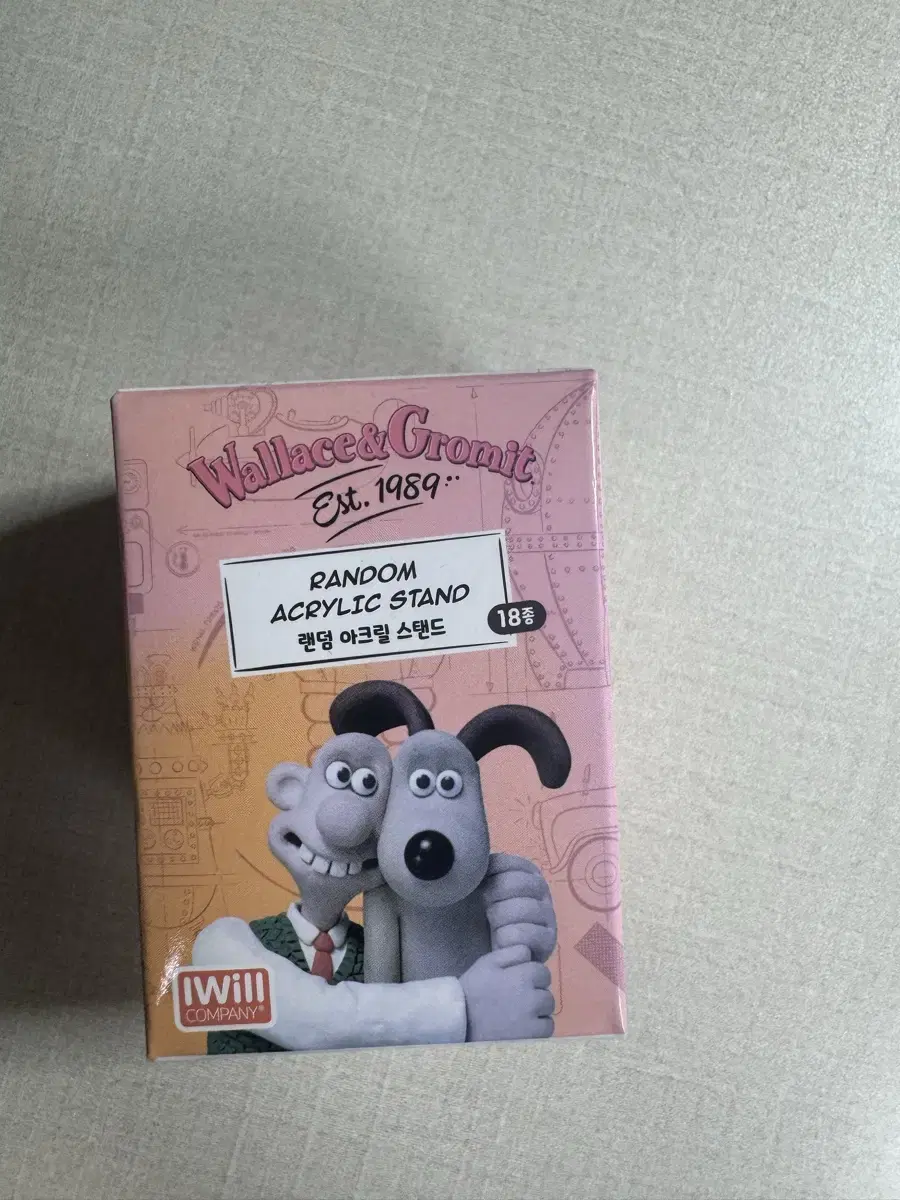 Wallace & Gromit
Est. 1989
RANDOM
ACRYLIC STAND
랜덤 아크릴 스탠드
18종
IWill
COMPANY®